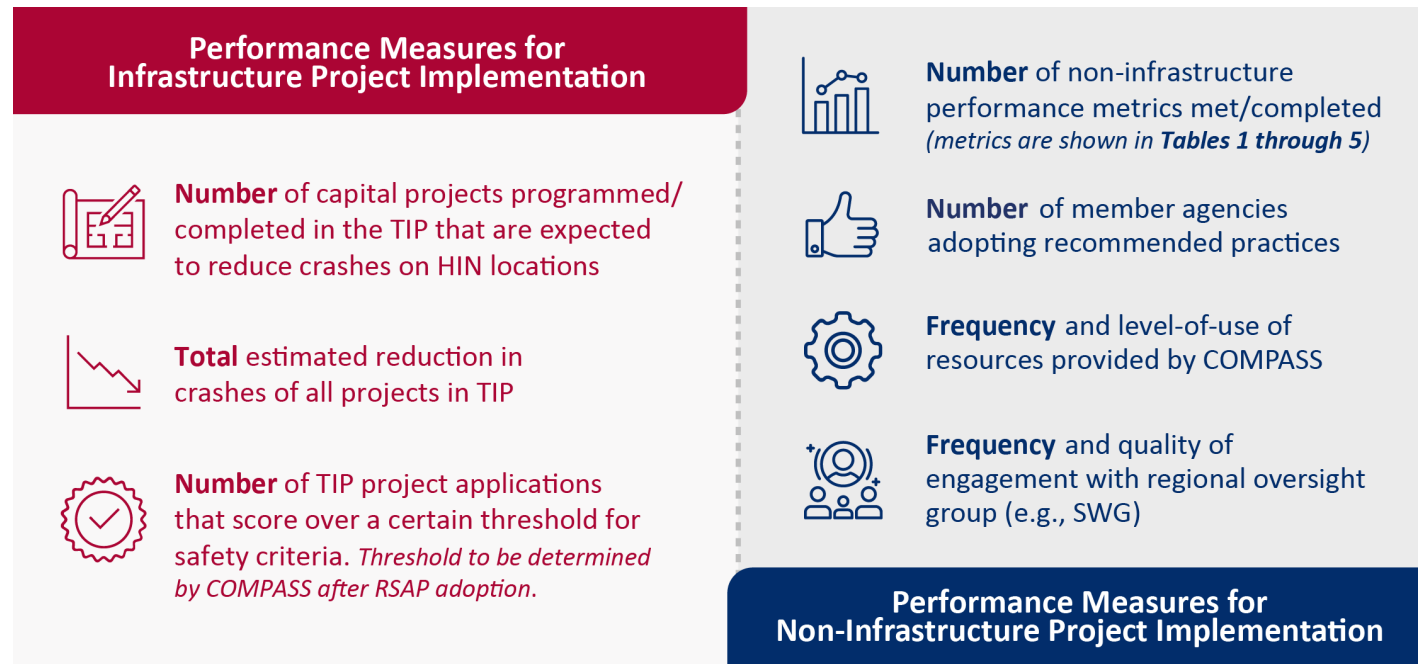 Performance Measures for
Infrastructure Project Implementation
Number of capital projects programmed/
completed in the TIP that are expected
to reduce crashes on HIN locations
Total estimated reduction in
crashes of all projects in TIP
Number of TIP project applications
that score over a certain threshold for
safety criteria. Threshold to be determined
by COMPASS after RSAP adoption.
Number of non-infrastructure
performance metrics met/completed
(metrics are shown in Tables 1 through 5)
Number of member agencies
adopting recommended practices
Frequency and level-of-use of
resources provided by COMPASS
Frequency and quality of
engagement with regional oversight
group (e.g., SWG)
Performance Measures for
Non-Infrastructure Project Implementation